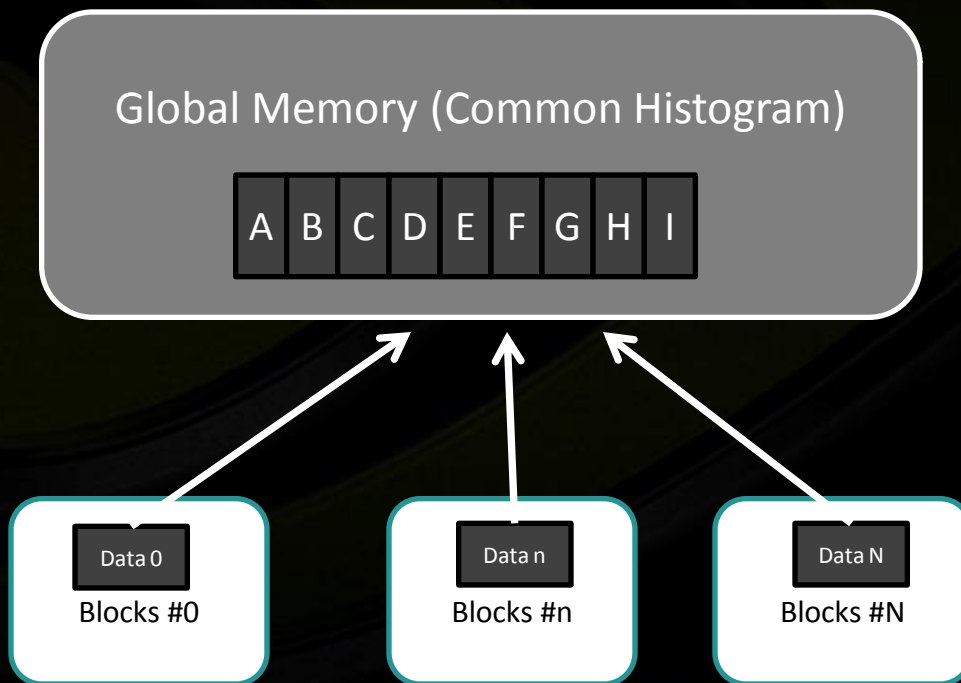 Global Memory (Common Histogram)
A B C D E F G H I
Data 0 Data n Data N
Blocks #0 Blocks #n Blocks #N